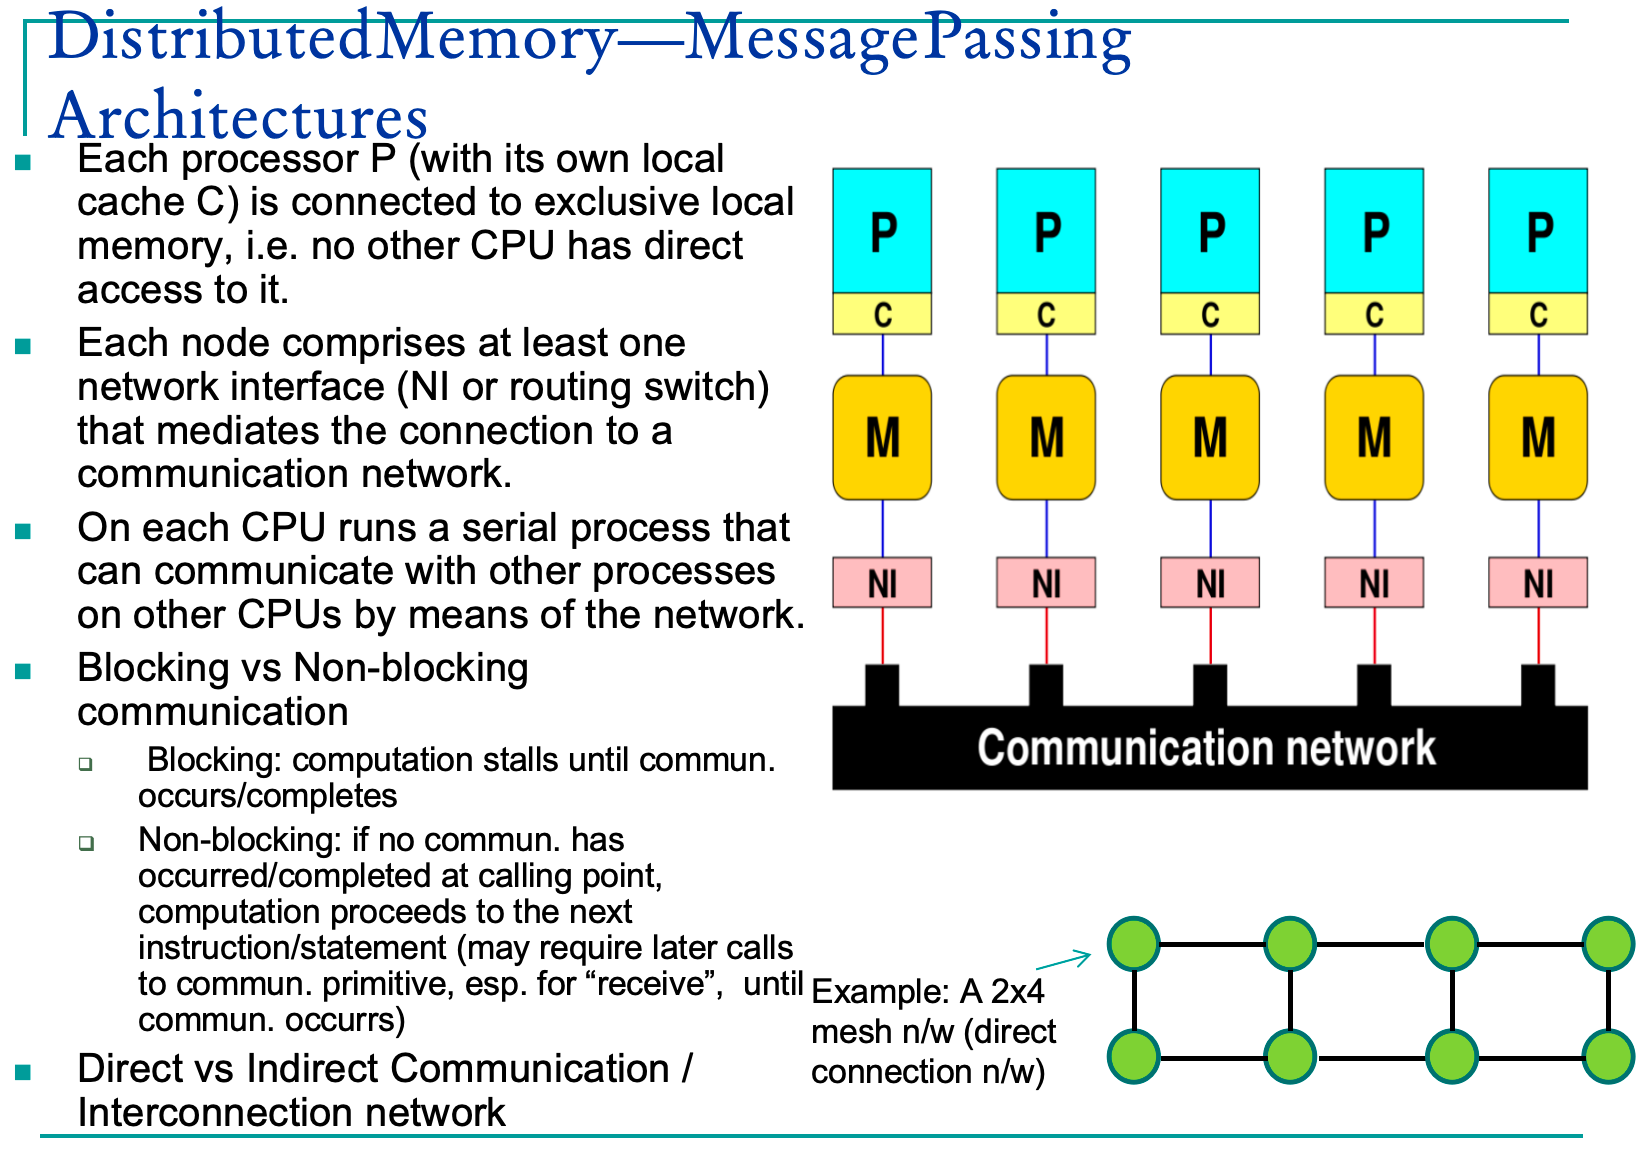 Distributed Memory—Message Passing
Architectures
Each processor P (with its own local
cache C) is connected to exclusive local
memory, i.e. no other CPU has direct
access to it.
Each node comprises at least one
network interface (NI or routing switch)
that mediates the connection to a
communication network.
On each CPU runs a serial process that
can communicate with other processes
on other CPUs by means of the network.
Blocking vs Non-blocking
communication
Blocking: computation stalls until commun.
occurs/completes
Non-blocking: if no commun. has
occurred/completed at calling point,
computation proceeds to the next
instruction/statement (may require later calls
to commun. primitive, esp. for “receive”, until
commun. occurrs)
Direct vs Indirect Communication /
Interconnection network
P P P P P
C C C C C
M M M M M
NI NI NI NI NI
Communication network
Example: A 2x4
mesh n/w (direct
connection n/w)